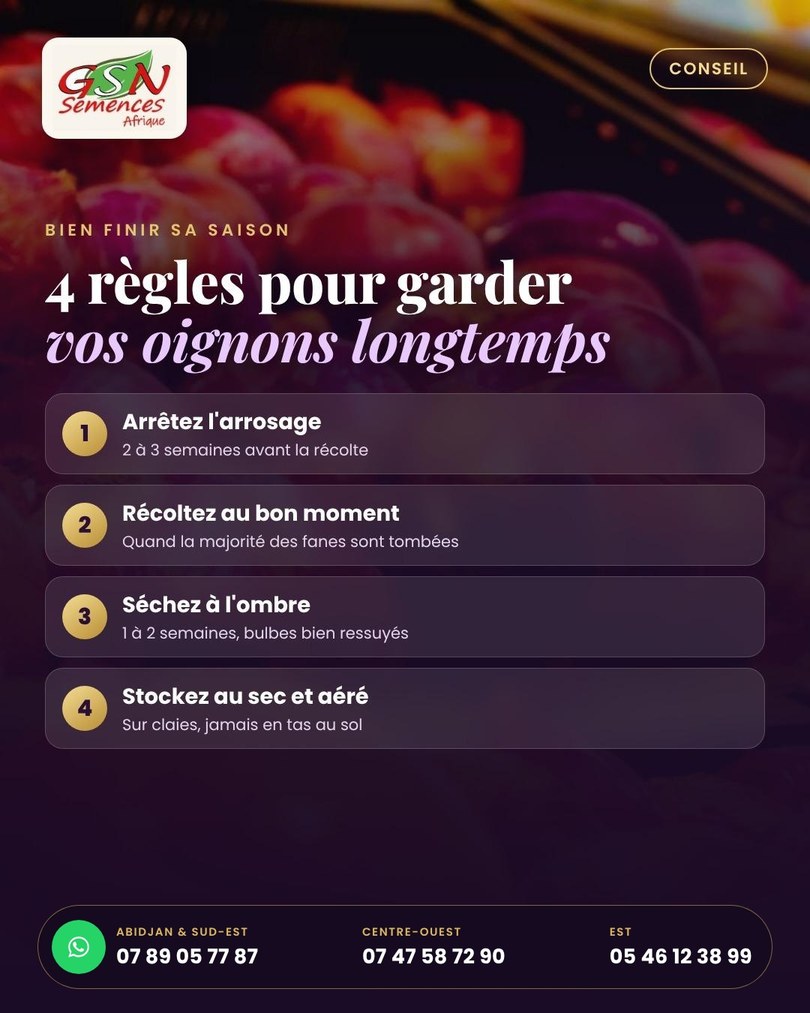 GSN
Semences
Afrique
CONSEIL
BIEN FINIR SA SAISON
4 règles pour garder
vos oignons longtemps
1
Arrêtez l'arrosage
2 à 3 semaines avant la récolte
2
Récoltez au bon moment
Quand la majorité des fanes sont tombées
3
Séchez à l'ombre
1 à 2 semaines, bulbes bien ressuyés
4
Stockez au sec et aéré
Sur claies, jamais en tas au sol
ABIDJAN & SUD-EST
07 89 05 77 87
CENTRE-OUEST
07 47 58 72 90
EST
05 46 12 38 99